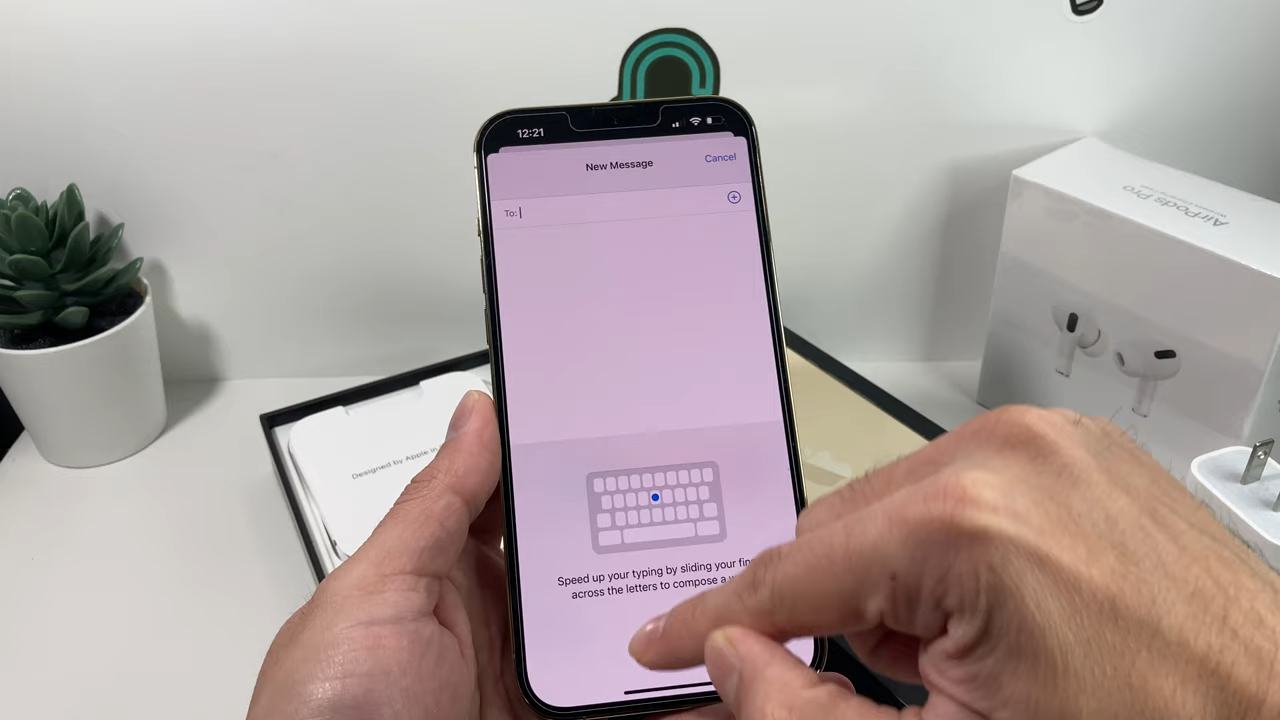 12:21
New Message
Cancel
To:
Speed up your typing by sliding your
across the letters to compose a
Designed by Apple in
AirPods Pro